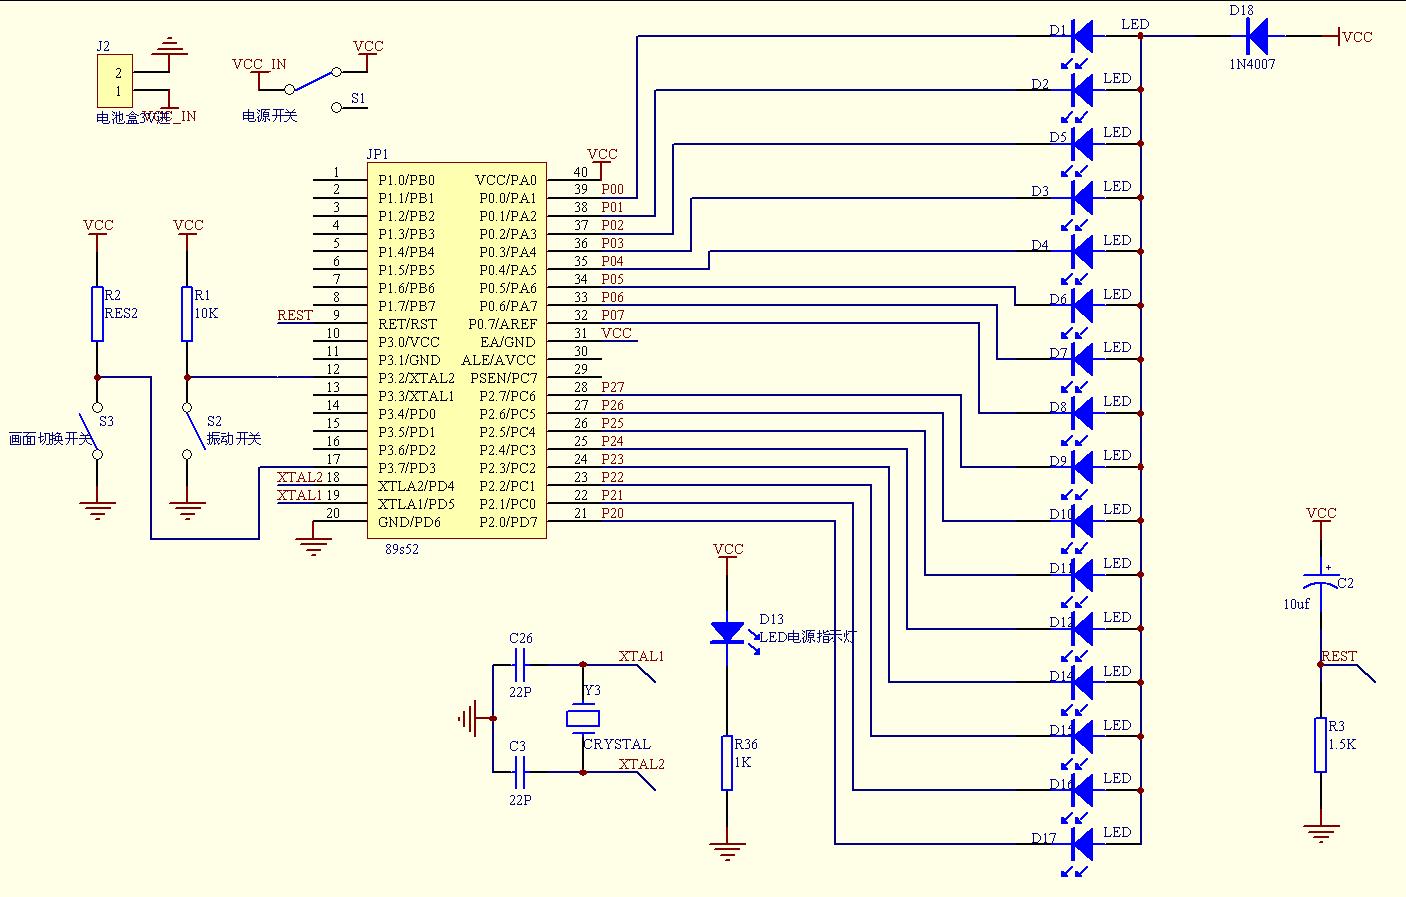 J2
2
1
电池盒3V进
VCC_IN
VCC_IN
VCC
S1
电源开关
JP1
1 P1.0/PB0 VCC/PA0 40 VCC
2 P1.1/PB1 P0.0/PA1 39 P00
3 P1.2/PB2 P0.1/PA2 38 P01
4 P1.3/PB3 P0.2/PA3 37 P02
5 P1.4/PB4 P0.3/PA4 36 P03
6 P1.5/PB5 P0.4/PA5 35 P04
7 P1.6/PB6 P0.5/PA6 34 P05
8 P1.7/PB7 P0.6/PA7 33 P06
REST 9 RET/RST P0.7/AREF 32 P07
10 P3.0/VCC EA/GND 31 VCC
11 P3.1/GND ALE/AVCC 30
12 P3.2/XTAL2 PSEN/PC7 29
13 P3.3/XTAL1 P2.7/PC6 28 P27
14 P3.4/PD0 P2.6/PC5 27 P26
15 P3.5/PD1 P2.5/PC4 26 P25
16 P3.6/PD2 P2.4/PC3 25 P24
17 P3.7/PD3 P2.3/PC2 24 P23
XTAL2 18 XTLA2/PD4 P2.2/PC1 23 P22
XTAL1 19 XTLA1/PD5 P2.1/PC0 22 P21
20 GND/PD6 P2.0/PD7 21 P20
89s52
VCC
R2
RES2
S3
画面切换开关
VCC
R1
10K
S2
振动开关
D1 LED
D2 LED
D5 LED
D3 LED
D4 LED
D6 LED
D7 LED
D8 LED
D9 LED
D10 LED
D11 LED
D12 LED
D14 LED
D15 LED
D16 LED
D17 LED
D18
1N4007
VCC
C26
22P
C3
22P
Y3
CRYSTAL
XTAL1
XTAL2
VCC
D13
LED电源指示灯
R36
1K
VCC
+
C2
10uf
REST
R3
1.5K